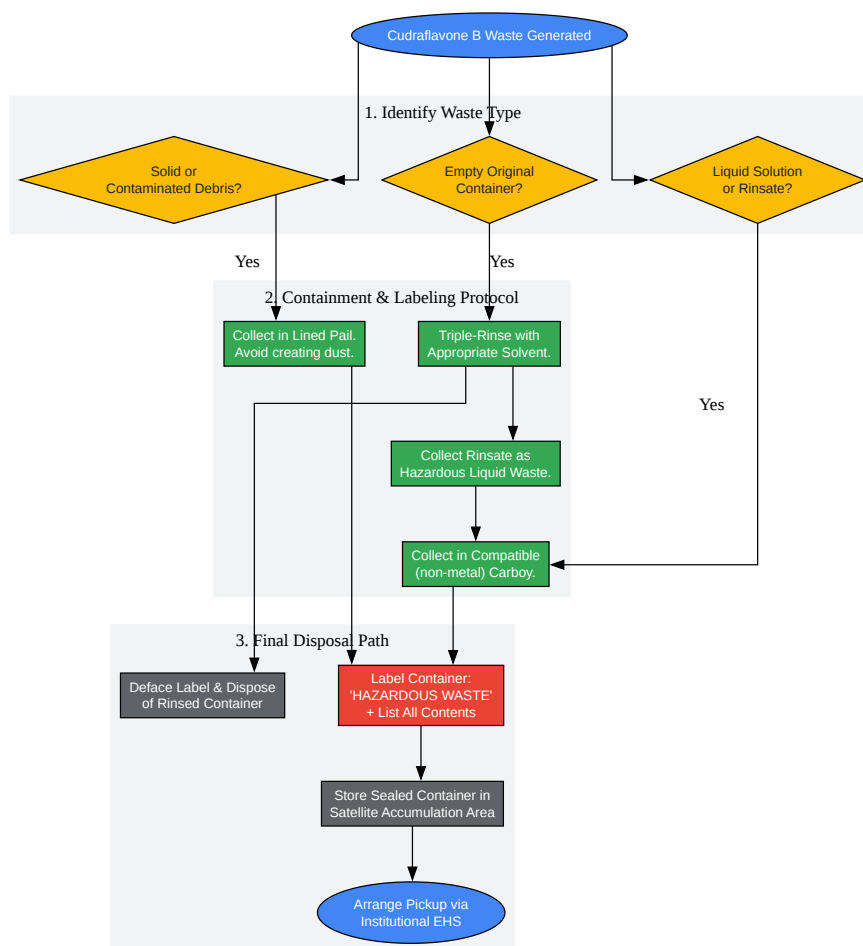 Cudraflavone B Waste Generated
1. Identify Waste Type
Solid or
Contaminated Debris?
Empty Original
Container?
Liquid Solution
or Rinsate?
Yes
Yes
2. Containment & Labeling Protocol
Collect in Lined Pail.
Avoid creating dust.
Triple-Rinse with
Appropriate Solvent.
Yes
Collect Rinsate as
Hazardous Liquid Waste.
Collect in Compatible
(non-metal) Carboy.
3. Final Disposal Path
Deface Label & Dispose
of Rinsed Container
Label Container:
'HAZARDOUS WASTE'
+ List All Contents
Store Sealed Container in
Satellite Accumulation Area
Arrange Pickup via
Institutional EHS